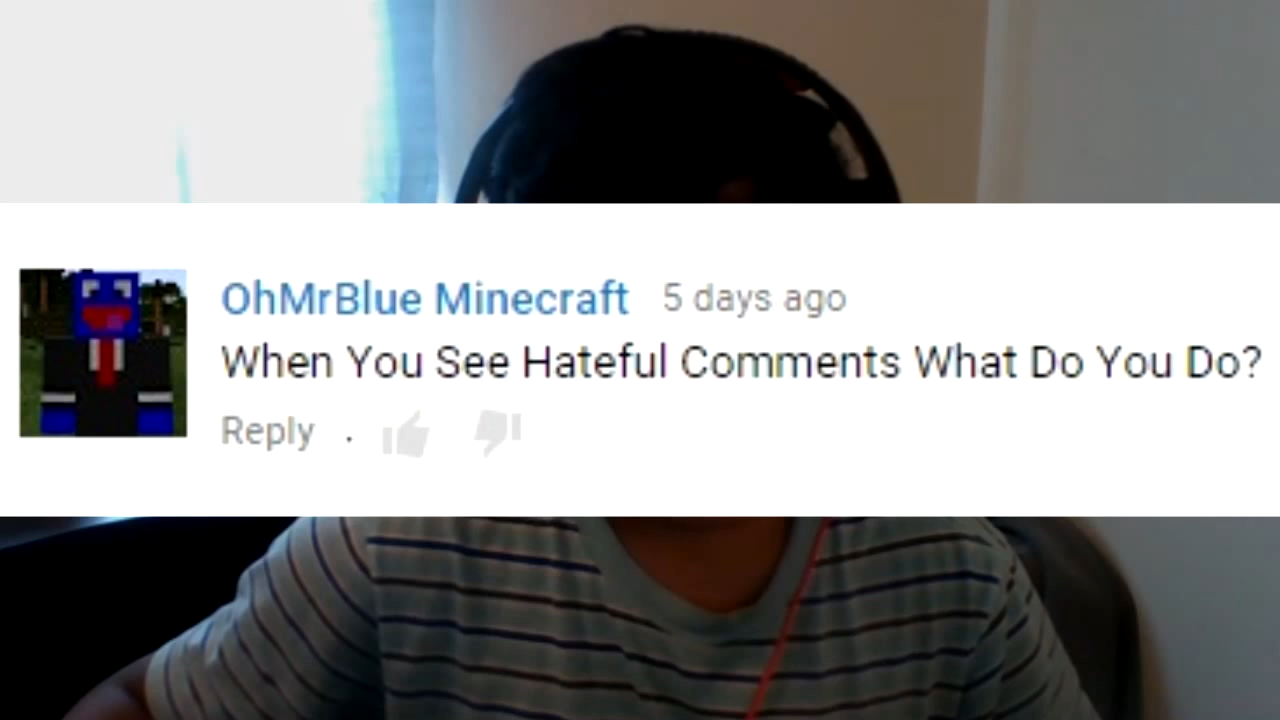 OhMrBlue Minecraft 5 days ago
When You See Hateful Comments What Do You Do?
Reply .